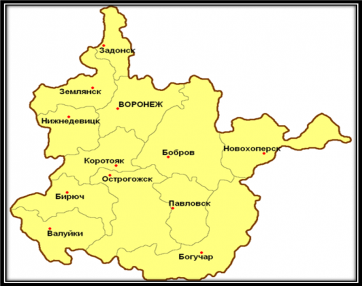 Задонск
Землянск
ВОРОНЕЖ
Нижнедевицк
Новохоперск
Бобров
Коротояк
Острогожск
Бирюч
Павловск
Валуйки
Богучар